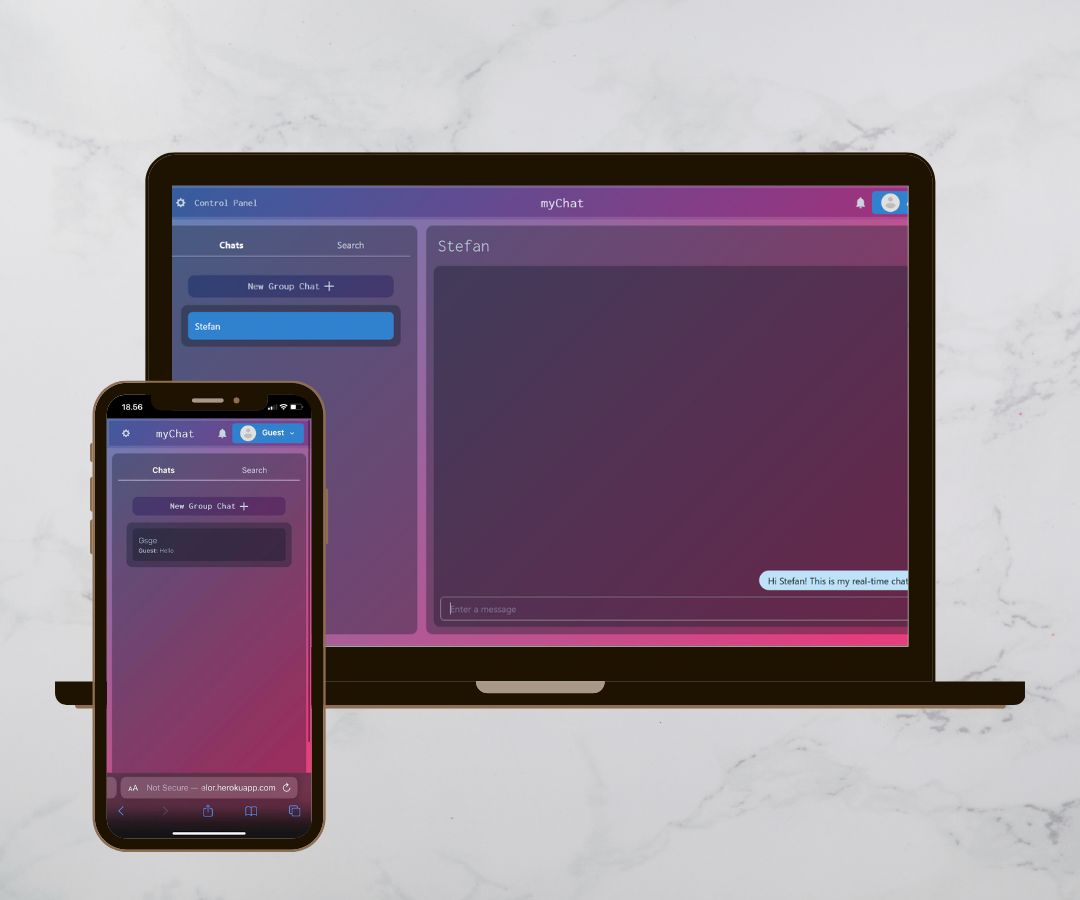 Control Panel
myChat
Chats
Search
Stefan
New Group Chat
Stefan
Hi Stefan! This is my real-time chat
Enter a message
18.56
myChat
Guest
Chats
Search
New Group Chat
Gsge
Guest: Hello
AA
Not Secure — alor.herokuapp.com